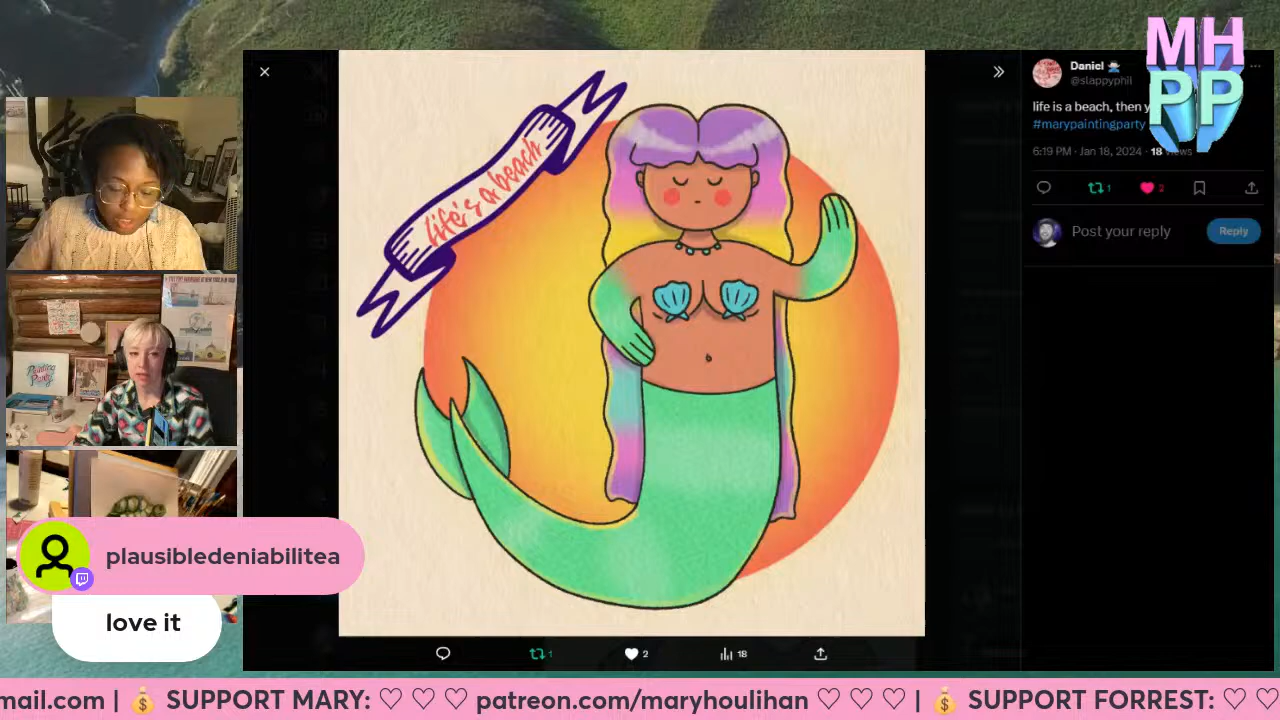 MH
PP
Daniel
@slappyphil
life is a beach, then y
#marypaintingparty
6:19 PM · Jan 18, 2024 · 18 Views
1
2
Post your reply
Reply
life's a beach
Painting
Party
plausibledeniabilitea
love it
1
2
18
mail.com | 💰 SUPPORT MARY: ♡ ♡ ♡ patreon.com/maryhoulihan ♡ ♡ ♡ | 💰 SUPPORT FORREST: ♡ ♡